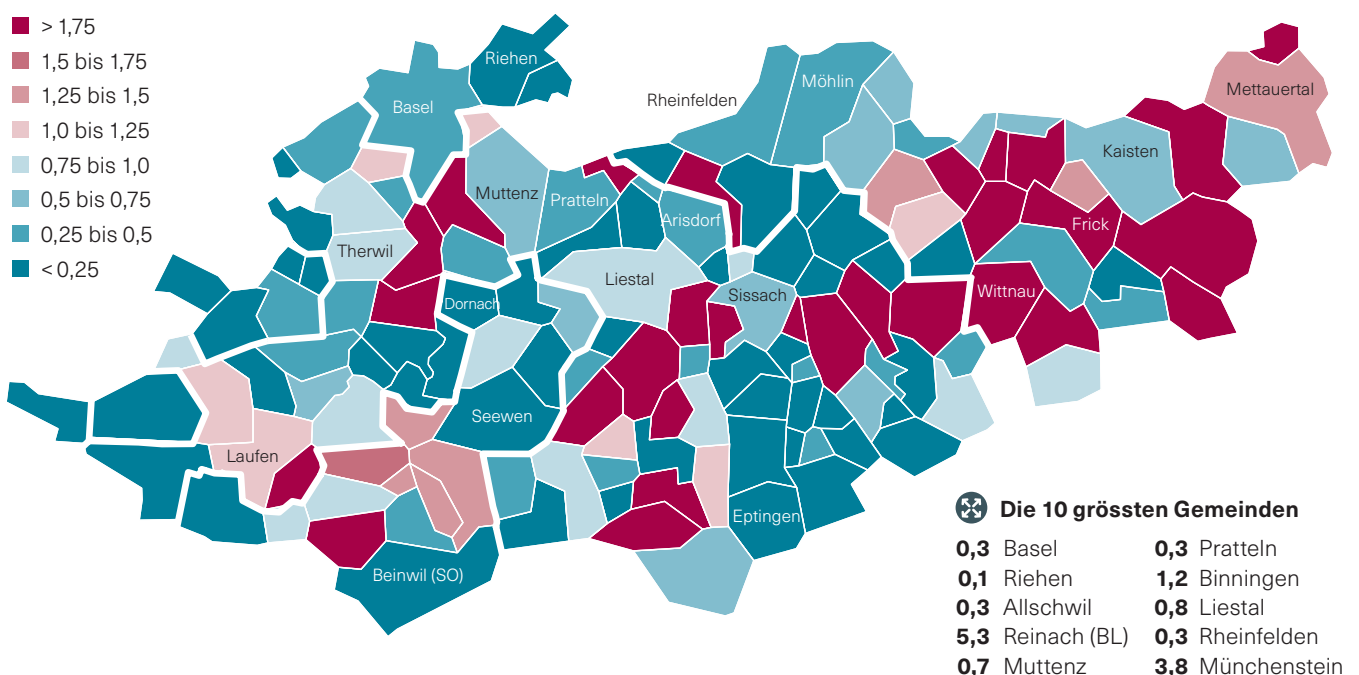 > 1,75
1,5 bis 1,75
1,25 bis 1,5
1,0 bis 1,25
0,75 bis 1,0
0,5 bis 0,75
0,25 bis 0,5
< 0,25
Riehen
Basel
Rheinfelden
Möhlin
Mettauertal
Kaisten
Muttenz
Pratteln
Arisdorf
Frick
Therwil
Liestal
Sissach
Wittnau
Dornach
Seewen
Laufen
Eptingen
Beinwil (SO)
Die 10 grössten Gemeinden
0,3 Basel 0,3 Pratteln
0,1 Riehen 1,2 Binningen
0,3 Allschwil 0,8 Liestal
5,3 Reinach (BL) 0,3 Rheinfelden
0,7 Muttenz 3,8 Münchenstein